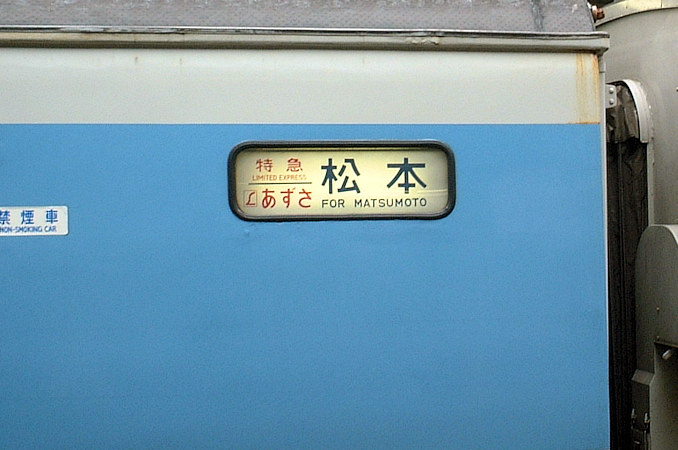 禁煙車
NON-SMOKING CAR
特急
LIMITED EXPRESS
L あずさ
松本
FOR MATSUMOTO